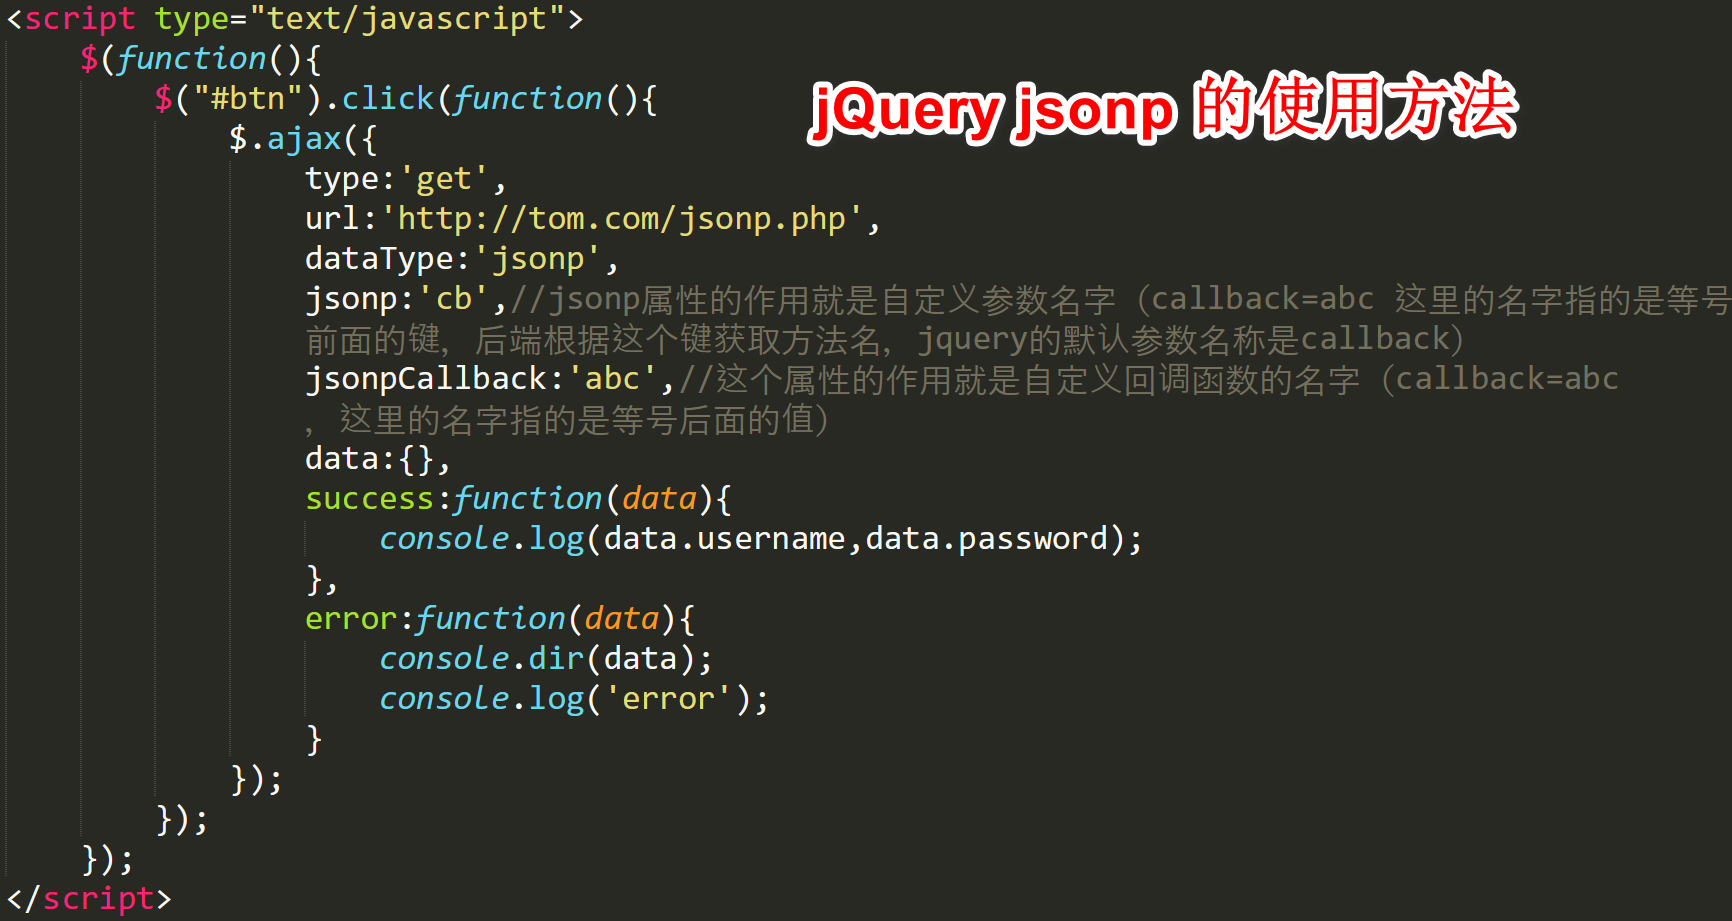 <script type="text/javascript">
$(function(){
$("#btn").click(function(){
jQuery jsonp 的使用方法
$.ajax({
type:'get',
url:'http://tom.com/jsonp.php',
dataType:'jsonp',
jsonp:'cb',//jsonp属性的作用就是自定义参数名字（callback=abc 这里的名字指的是等号
前面的键，后端根据这个键获取方法名，jquery的默认参数名称是callback）
jsonpCallback:'abc',//这个属性的作用就是自定义回调函数的名字（callback=abc
，这里的名字指的是等号后面的值）
data:{},
success:function(data){
console.log(data.username,data.password);
},
error:function(data){
console.dir(data);
console.log('error');
}
});
});
});
</script>